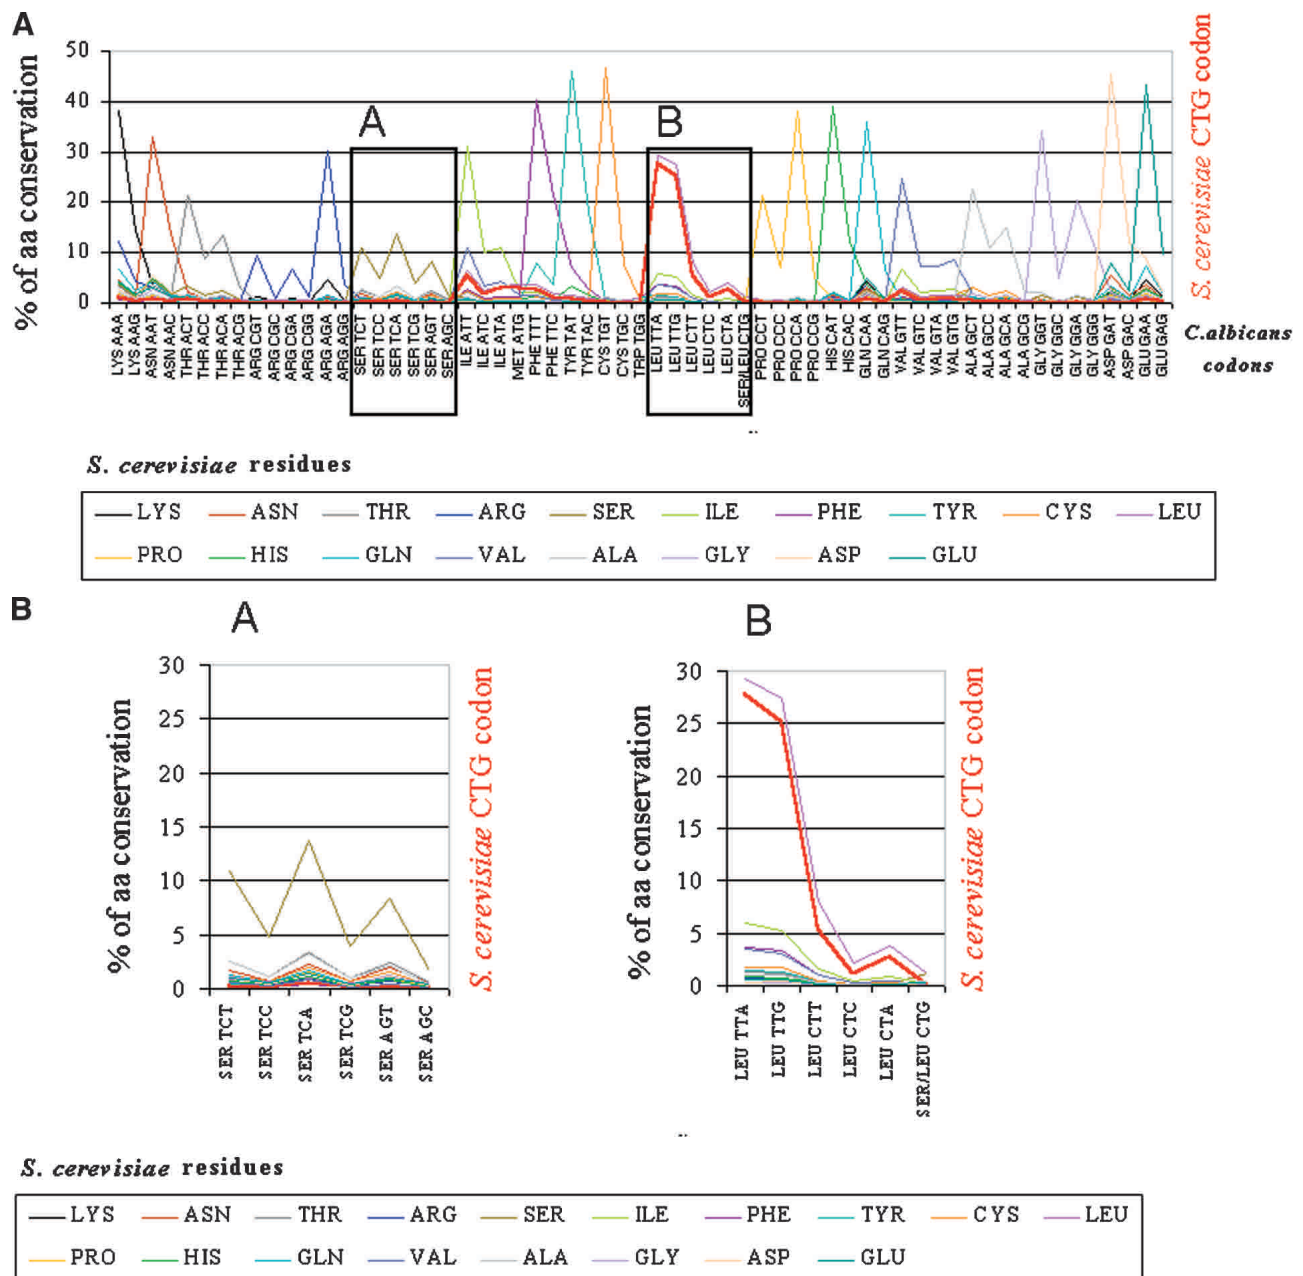 A
% of aa conservation
50
40
30
20
10
0
A
B
S. cerevisiae CTG codon
LYS AAA
LYS AAG
ASN AAT
ASN AAC
THR ACT
THR ACC
THR ACA
THR ACG
ARG CGT
ARG CGC
ARG CGA
ARG CGG
ARG AGA
ARG AGG
SER TCT
SER TCC
SER TCA
SER TCG
SER AGT
SER AGC
ILE ATT
ILE ATC
ILE ATA
MET ATG
PHE TTT
PHE TTC
TYR TAT
TYR TAC
CYS TGT
CYS TGC
TRP TGG
LEU TTA
LEU TTG
LEU CTT
LEU CTC
LEU CTA
SER/LEU CTG
PRO CCT
PRO CCC
PRO CCA
PRO CCG
HIS CAT
HIS CAC
GLN CAA
GLN CAG
VAL GTT
VAL GTC
VAL GTA
VAL GTG
ALA GCT
ALA GCC
ALA GCA
ALA GCG
GLY GGT
GLY GGC
GLY GGA
GLY GGG
ASP GAT
ASP GAC
GLU GAA
GLU GAG
C.albicans
codons
S. cerevisiae residues
LYS ASN THR ARG SER ILE PHE TYR CYS LEU
PRO HIS GLN VAL ALA GLY ASP GLU
B
A
% of aa conservation
30
25
20
15
10
5
0
SER TCT
SER TCC
SER TCA
SER TCG
SER AGT
SER AGC
S. cerevisiae CTG codon
B
% of aa conservation
30
25
20
15
10
5
0
LEU TTA
LEU TTG
LEU CTT
LEU CTC
LEU CTA
SER/LEU CTG
S. cerevisiae CTG codon
S. cerevisiae residues
LYS ASN THR ARG SER ILE PHE TYR CYS LEU
PRO HIS GLN VAL ALA GLY ASP GLU